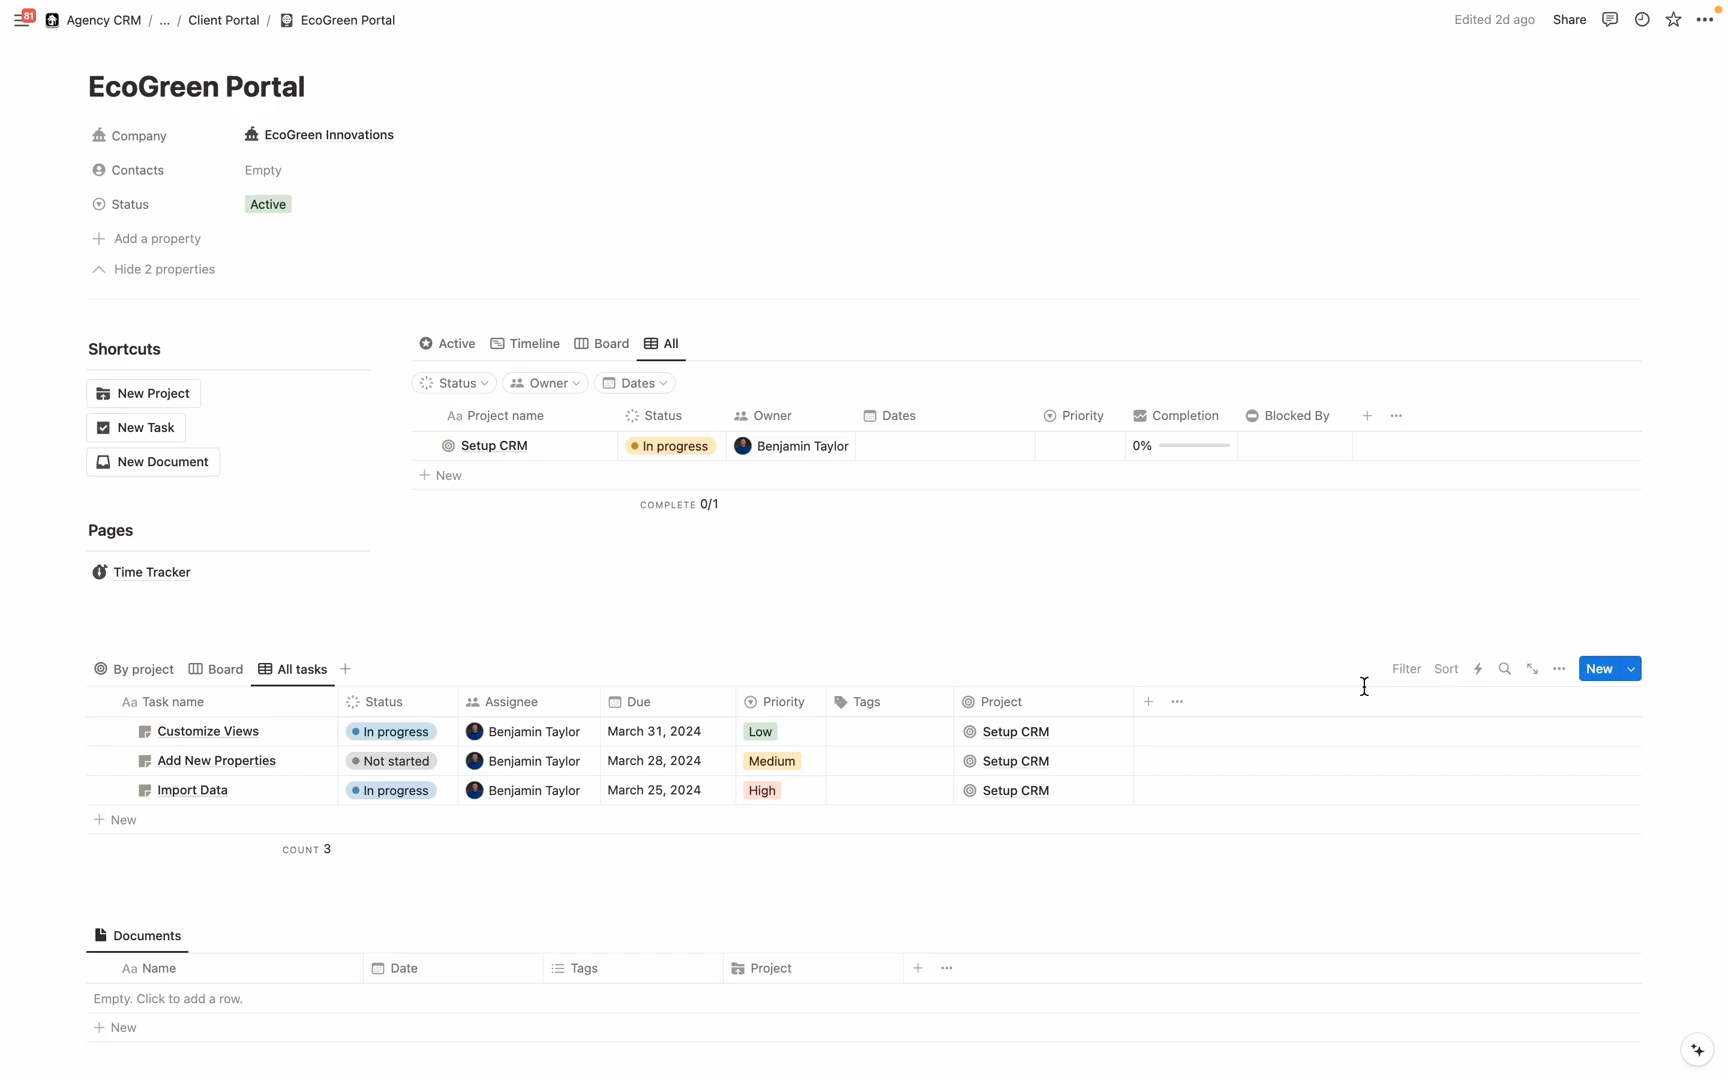 81 Agency CRM / ... / Client Portal / EcoGreen Portal Edited 2d ago Share
EcoGreen Portal
Company EcoGreen Innovations
Contacts Empty
Status Active
Add a property
Hide 2 properties
Shortcuts
New Project
New Task
New Document
Pages
Time Tracker
Active Timeline Board All
Status Owner Dates
Aa Project name Status Owner Dates Priority Completion Blocked By
Setup CRM In progress Benjamin Taylor 0%
New
COMPLETE 0/1
By project Board All tasks Filter Sort New
Aa Task name Status Assignee Due Priority Tags Project
Customize Views In progress Benjamin Taylor March 31, 2024 Low Setup CRM
Add New Properties Not started Benjamin Taylor March 28, 2024 Medium Setup CRM
Import Data In progress Benjamin Taylor March 25, 2024 High Setup CRM
New
COUNT 3
Documents
Aa Name Date Tags Project
Empty. Click to add a row.
New